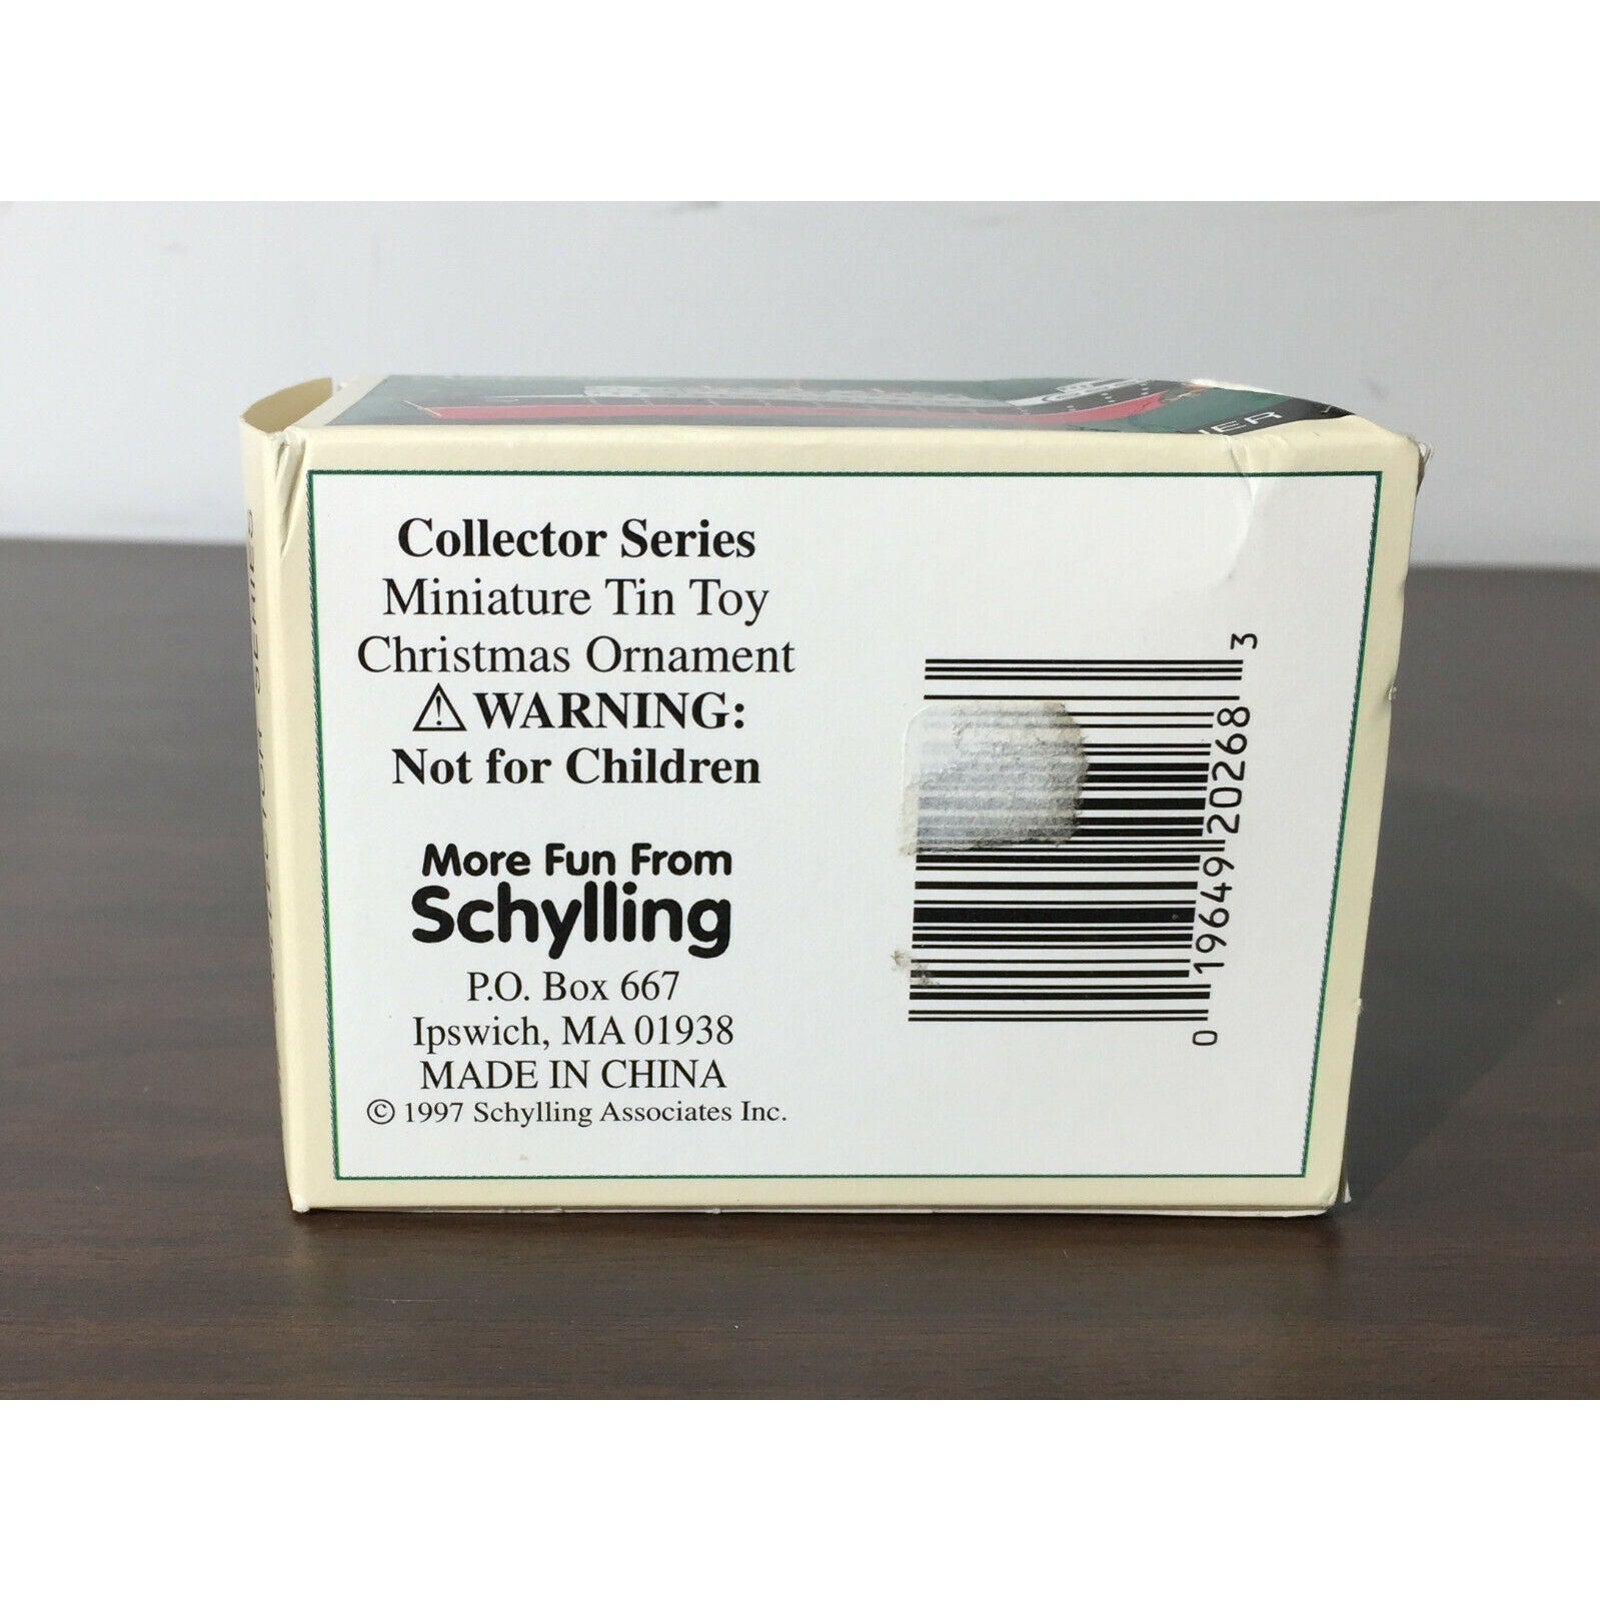 Collector Series
Miniature Tin Toy
Christmas Ornament
⚠ WARNING:
Not for Children
More Fun From
Schylling
P.O. Box 667
Ipswich, MA 01938
MADE IN CHINA
© 1997 Schylling Associates Inc.
0 19649 20268 3
SERIES